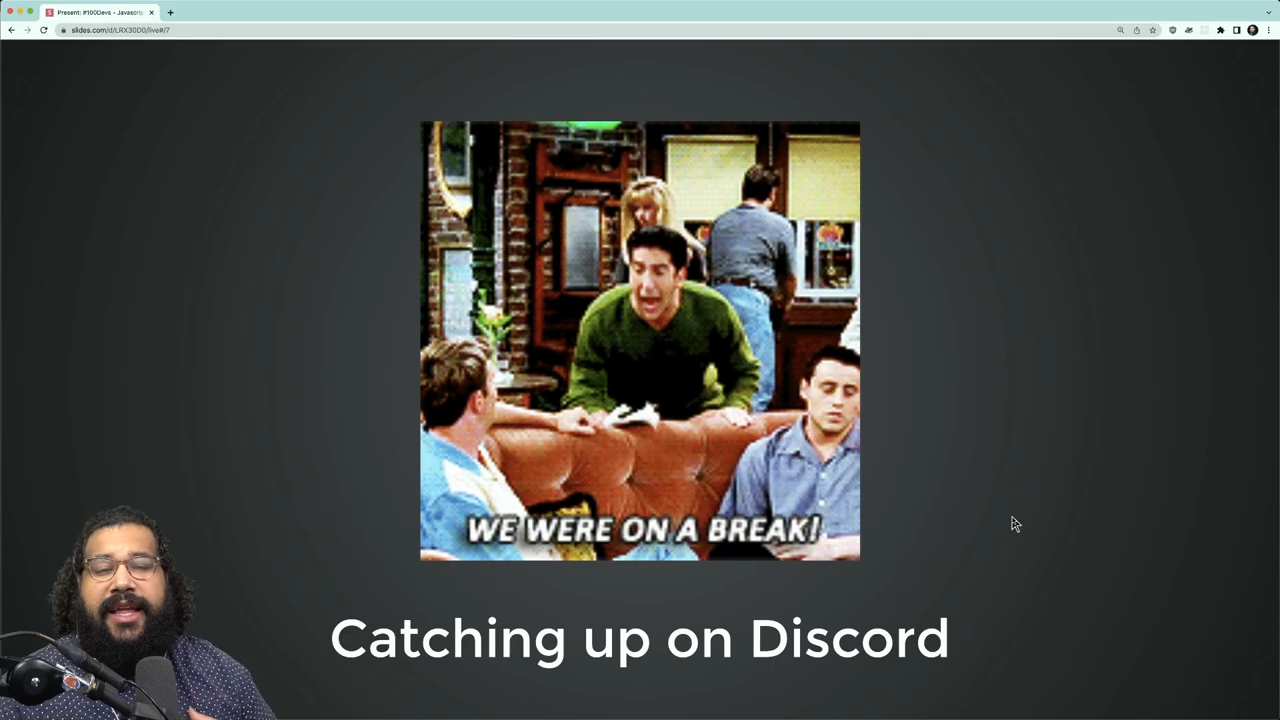 Present: #100Devs - Javascrip
slides.com/d/LRX30D0/live#/7
WE WERE ON A BREAK!
Catching up on Discord